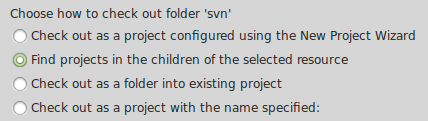 Choose how to check out folder 'svn'
Check out as a project configured using the New Project Wizard
Find projects in the children of the selected resource
Check out as a folder into existing project
Check out as a project with the name specified: